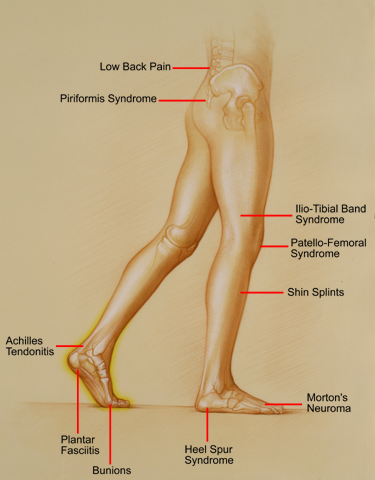 Low Back Pain
Piriformis Syndrome
Ilio-Tibial Band
Syndrome
Patello-Femoral
Syndrome
Shin Splints
Achilles
Tendonitis
Morton's
Neuroma
Plantar
Fasciitis
Heel Spur
Syndrome
Bunions